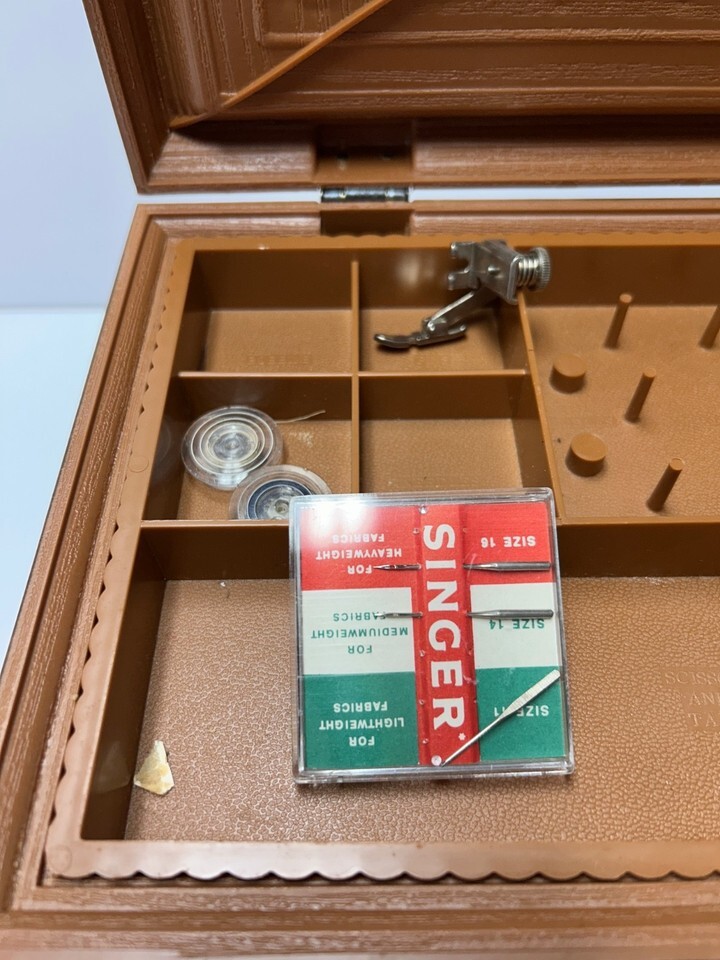 SINGER*
SIZE 11
FOR
LIGHTWEIGHT
FABRICS
SIZE 14
FOR
MEDIUMWEIGHT
FABRICS
SIZE 16
FOR
HEAVYWEIGHT
FABRICS